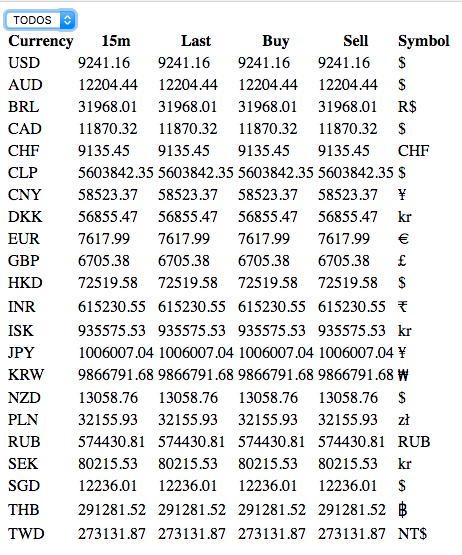 TODOS
Currency 15m Last Buy Sell Symbol
USD 9241.16 9241.16 9241.16 9241.16 $
AUD 12204.44 12204.44 12204.44 12204.44 $
BRL 31968.01 31968.01 31968.01 31968.01 R$
CAD 11870.32 11870.32 11870.32 11870.32 $
CHF 9135.45 9135.45 9135.45 9135.45 CHF
CLP 5603842.35 5603842.35 5603842.35 5603842.35 $
CNY 58523.37 58523.37 58523.37 58523.37 ¥
DKK 56855.47 56855.47 56855.47 56855.47 kr
EUR 7617.99 7617.99 7617.99 7617.99 €
GBP 6705.38 6705.38 6705.38 6705.38 £
HKD 72519.58 72519.58 72519.58 72519.58 $
INR 615230.55 615230.55 615230.55 615230.55 ₹
ISK 935575.53 935575.53 935575.53 935575.53 kr
JPY 1006007.04 1006007.04 1006007.04 1006007.04 ¥
KRW 9866791.68 9866791.68 9866791.68 9866791.68 ₩
NZD 13058.76 13058.76 13058.76 13058.76 $
PLN 32155.93 32155.93 32155.93 32155.93 zł
RUB 574430.81 574430.81 574430.81 574430.81 RUB
SEK 80215.53 80215.53 80215.53 80215.53 kr
SGD 12236.01 12236.01 12236.01 12236.01 $
THB 291281.52 291281.52 291281.52 291281.52 ฿
TWD 273131.87 273131.87 273131.87 273131.87 NT$